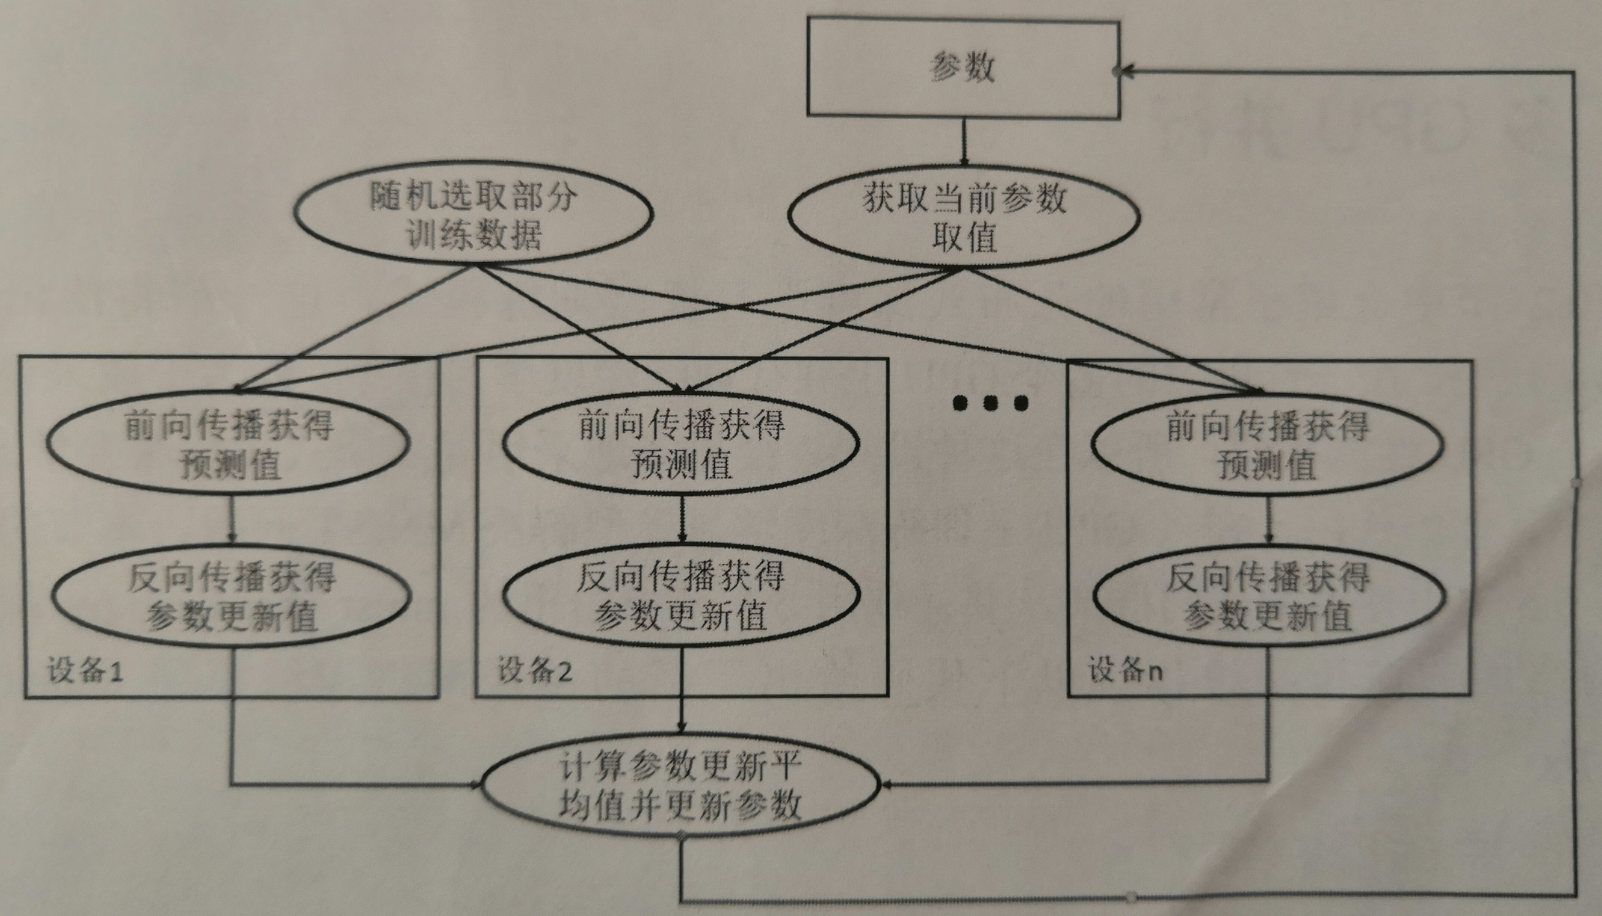 参数
随机选取部分
训练数据
获取当前参数
取值
前向传播获得
预测值
前向传播获得
预测值
前向传播获得
预测值
反向传播获得
参数更新值
反向传播获得
参数更新值
反向传播获得
参数更新值
设备1
设备2
设备n
计算参数更新平
均值并更新参数